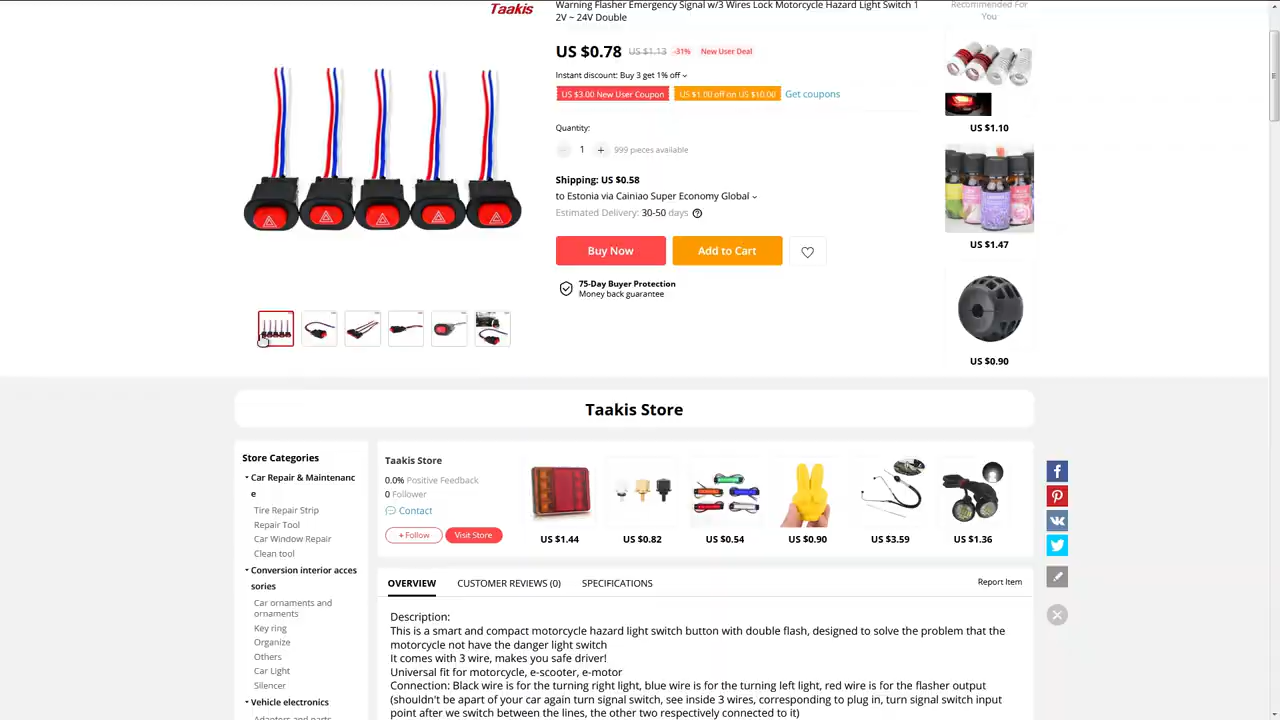 Taakis
Warning Flasher Emergency Signal w/3 Wires Lock Motorcycle Hazard Light Switch 1
2V ~ 24V Double
US $0.78 US $1.13 -31% New User Deal
Instant discount: Buy 3 get 1% off
US $3.00 New User Coupon US $1.00 off on US $10.00 Get coupons
Quantity:
1 + 999 pieces available
Shipping: US $0.58
to Estonia via Cainiao Super Economy Global
Estimated Delivery: 30-50 days
Buy Now Add to Cart
75-Day Buyer Protection
Money back guarantee
Recommended For
You
US $1.10
US $1.47
US $0.90
Taakis Store
Store Categories
Car Repair & Maintenanc
e
Tire Repair Strip
Repair Tool
Car Window Repair
Clean tool
Conversion interior acces
sories
Car ornaments and
ornaments
Key ring
Organize
Others
Car Light
Silencer
Vehicle electronics
Adapters and parts
Taakis Store
0.0% Positive Feedback
0 Follower
Contact
+ Follow Visit Store
US $1.44 US $0.82 US $0.54 US $0.90 US $3.59 US $1.36
OVERVIEW CUSTOMER REVIEWS (0) SPECIFICATIONS Report Item
Description:
This is a smart and compact motorcycle hazard light switch button with double flash, designed to solve the problem that the
motorcycle not have the danger light switch
It comes with 3 wire, makes you safe driver!
Universal fit for motorcycle, e-scooter, e-motor
Connection: Black wire is for the turning right light, blue wire is for the turning left light, red wire is for the flasher output
(shouldn't be apart of your car again turn signal switch, see inside 3 wires, corresponding to plug in, turn signal switch input
point after we switch between the lines, the other two respectively connected to it)